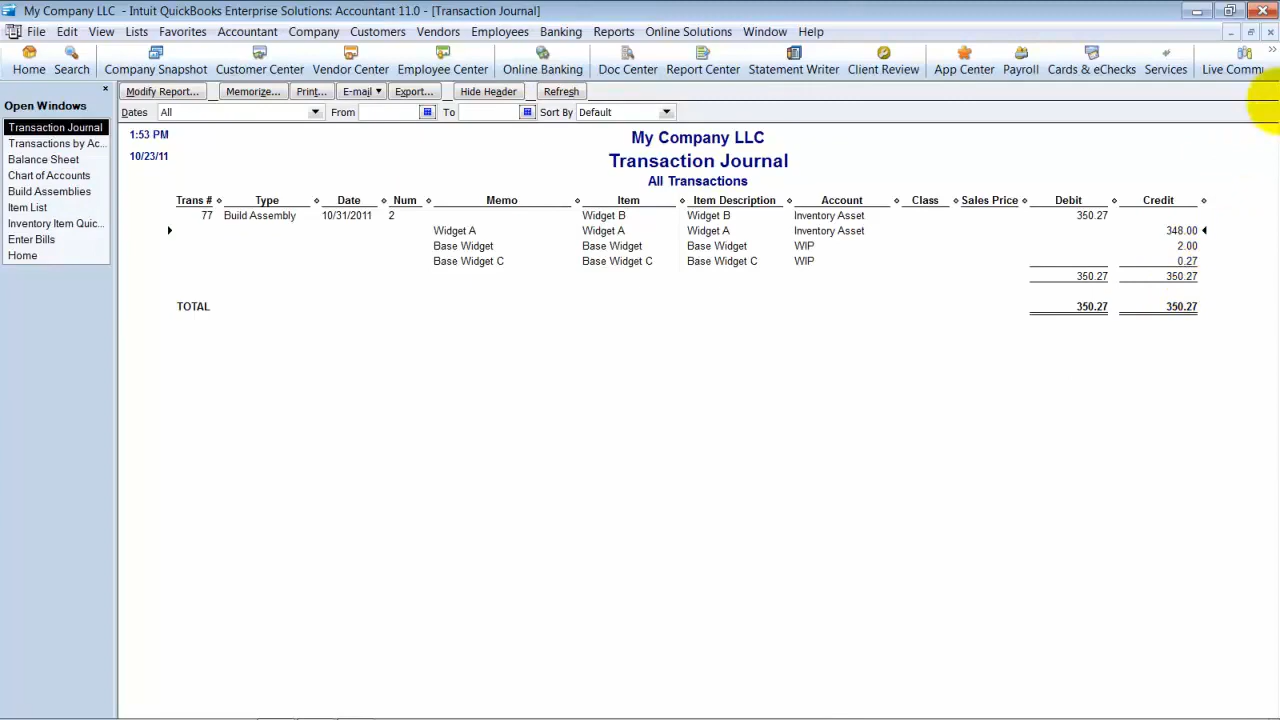 My Company LLC - Intuit QuickBooks Enterprise Solutions: Accountant 11.0 - [Transaction Journal]
File Edit View Lists Favorites Accountant Company Customers Vendors Employees Banking Reports Online Solutions Window Help
Home Search Company Snapshot Customer Center Vendor Center Employee Center Online Banking Doc Center Report Center Statement Writer Client Review App Center Payroll Cards & eChecks Services Live Commu
Open Windows
Transaction Journal
Transactions by Ac...
Balance Sheet
Chart of Accounts
Build Assemblies
Item List
Inventory Item Quic...
Enter Bills
Home
Modify Report... Memorize... Print... E-mail Export... Hide Header Refresh
Dates All From To Sort By Default
1:53 PM
10/23/11
My Company LLC
Transaction Journal
All Transactions
Trans # Type Date Num Memo Item Item Description Account Class Sales Price Debit Credit
77 Build Assembly 10/31/2011 2 Widget B Widget B Inventory Asset 350.27
Widget A Widget A Widget A Inventory Asset 348.00
Base Widget Base Widget Base Widget WIP 2.00
Base Widget C Base Widget C Base Widget C WIP 0.27
350.27 350.27
TOTAL 350.27 350.27